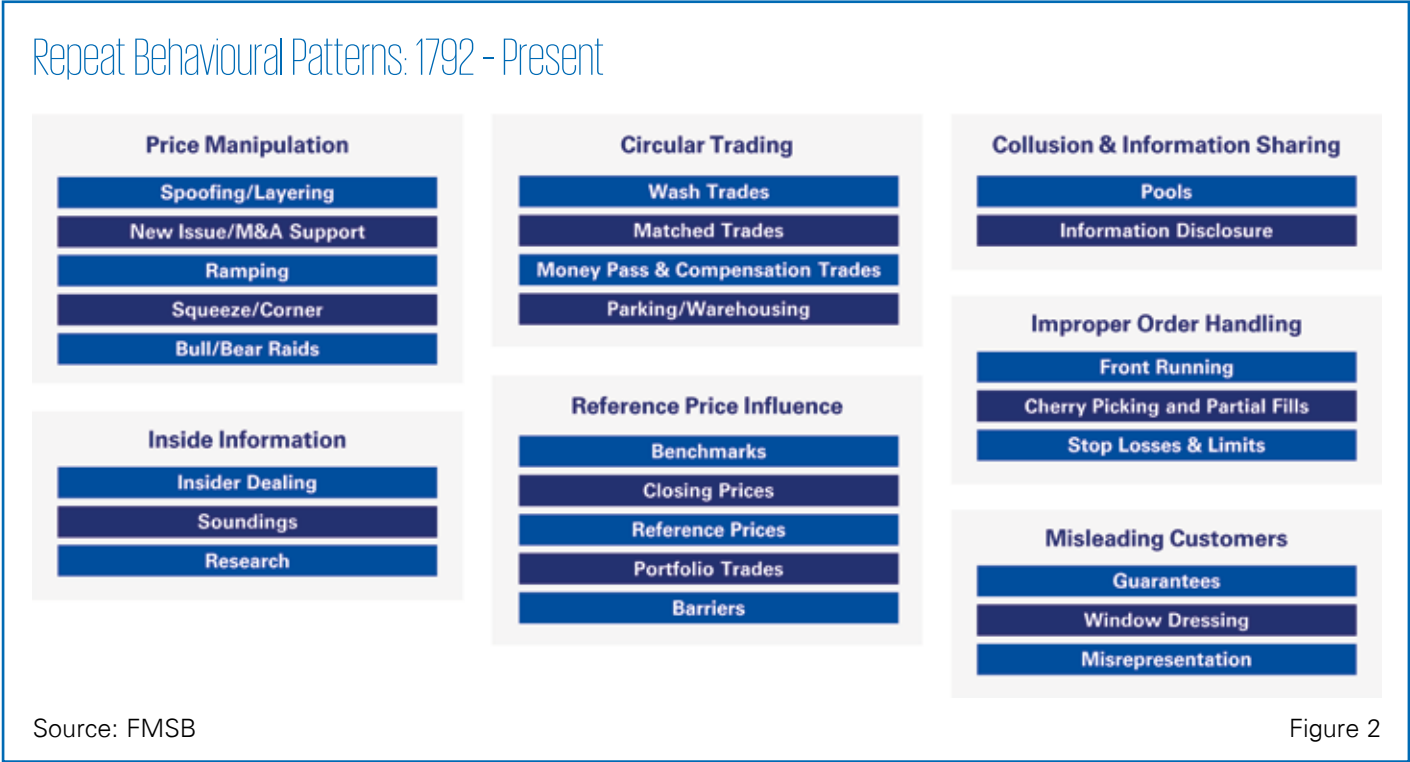 Repeat Behavioural Patterns: 1792 – Present
Price Manipulation
Spoofing/Layering
New Issue/M&A Support
Ramping
Squeeze/Corner
Bull/Bear Raids
Inside Information
Insider Dealing
Soundings
Research
Circular Trading
Wash Trades
Matched Trades
Money Pass & Compensation Trades
Parking/Warehousing
Reference Price Influence
Benchmarks
Closing Prices
Reference Prices
Portfolio Trades
Barriers
Collusion & Information Sharing
Pools
Information Disclosure
Improper Order Handling
Front Running
Cherry Picking and Partial Fills
Stop Losses & Limits
Misleading Customers
Guarantees
Window Dressing
Misrepresentation
Source: FMSB
Figure 2